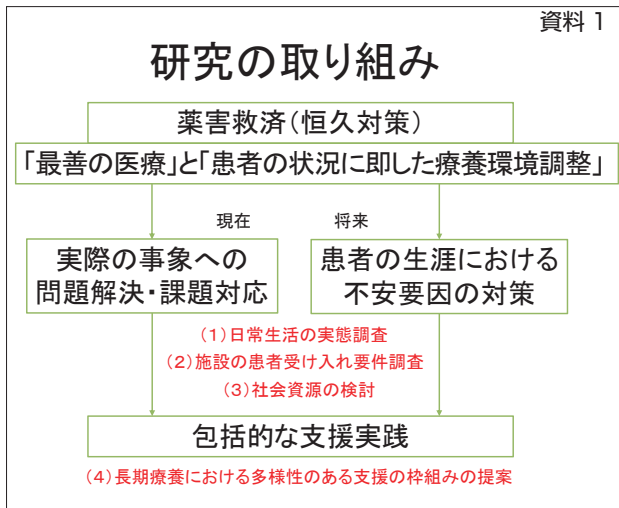 資料 1
研究の取り組み
薬害救済(恒久対策)
「最善の医療」と「患者の状況に即した療養環境調整」
現在 将来
実際の事象への
問題解決・課題対応
患者の生涯における
不安要因の対策
(1)日常生活の実態調査
(2)施設の患者受け入れ要件調査
(3)社会資源の検討
包括的な支援実践
(4)長期療養における多様性のある支援の枠組みの提案